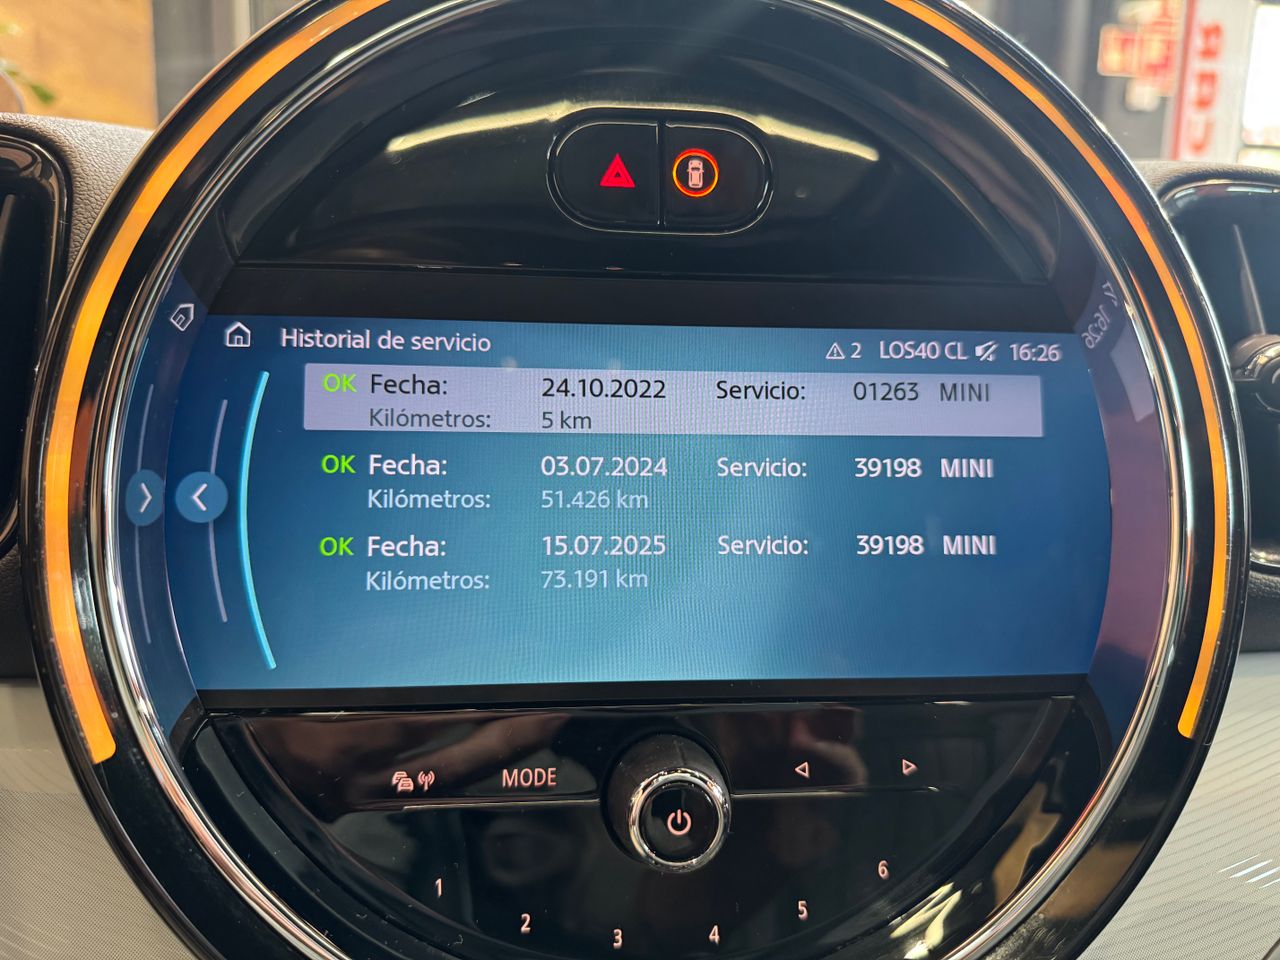 Historial de servicio
2 LOS40 CL 16:26
OK Fecha: 24.10.2022 Servicio: 01263 MINI
Kilómetros: 5 km
OK Fecha: 03.07.2024 Servicio: 39198 MINI
Kilómetros: 51.426 km
OK Fecha: 15.07.2025 Servicio: 39198 MINI
Kilómetros: 73.191 km
MODE
1 2 3 4 5 6